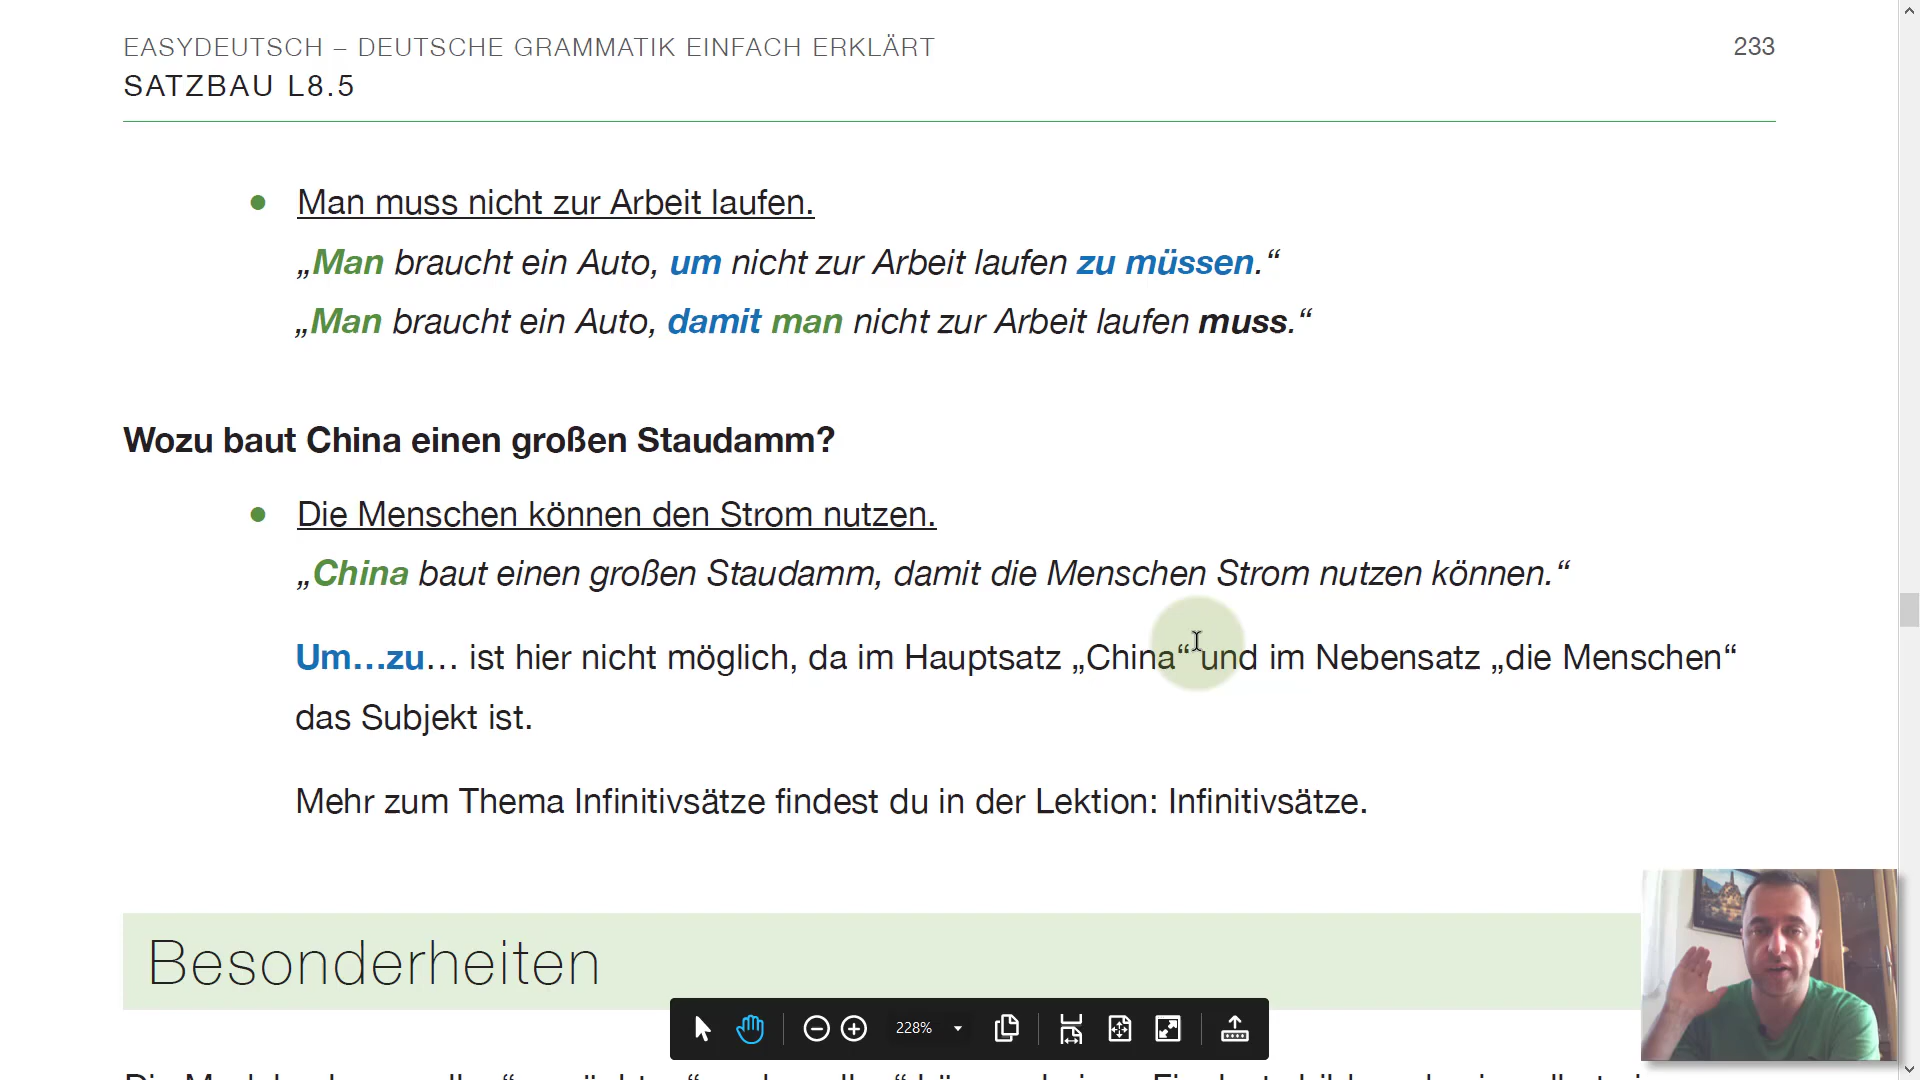 EASYDEUTSCH – DEUTSCHE GRAMMATIK EINFACH ERKLÄRT 233
SATZBAU L8.5
• Man muss nicht zur Arbeit laufen.
„Man braucht ein Auto, um nicht zur Arbeit laufen zu müssen.“
„Man braucht ein Auto, damit man nicht zur Arbeit laufen muss.“
Wozu baut China einen großen Staudamm?
• Die Menschen können den Strom nutzen.
„China baut einen großen Staudamm, damit die Menschen Strom nutzen können.“
Um…zu… ist hier nicht möglich, da im Hauptsatz „China“ und im Nebensatz „die Menschen“
das Subjekt ist.
Mehr zum Thema Infinitivsätze findest du in der Lektion: Infinitivsätze.
Besonderheiten
228%